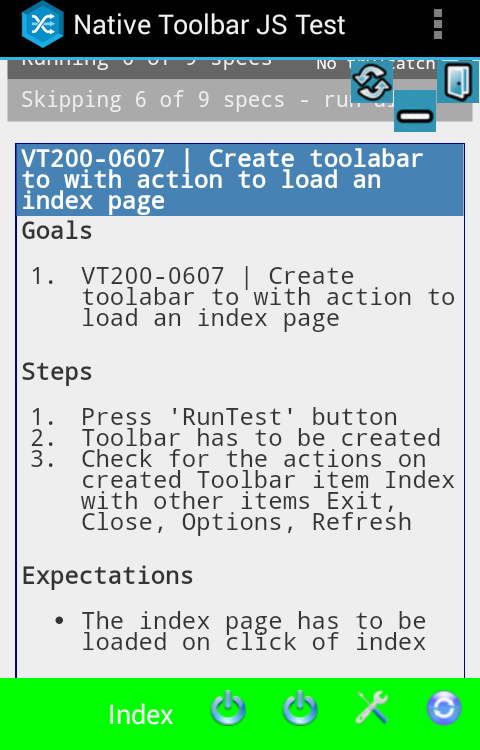 Native Toolbar JS Test
Running 6 of 9 specs
No try/catch
Skipping 6 of 9 specs - run
VT200-0607 | Create toolabar
to with action to load an
index page
Goals
1. VT200-0607 | Create
toolabar to with action to
load an index page
Steps
1. Press 'RunTest' button
2. Toolbar has to be created
3. Check for the actions on
created Toolbar item Index
with other items Exit,
Close, Options, Refresh
Expectations
• The index page has to be
loaded on click of index
Index